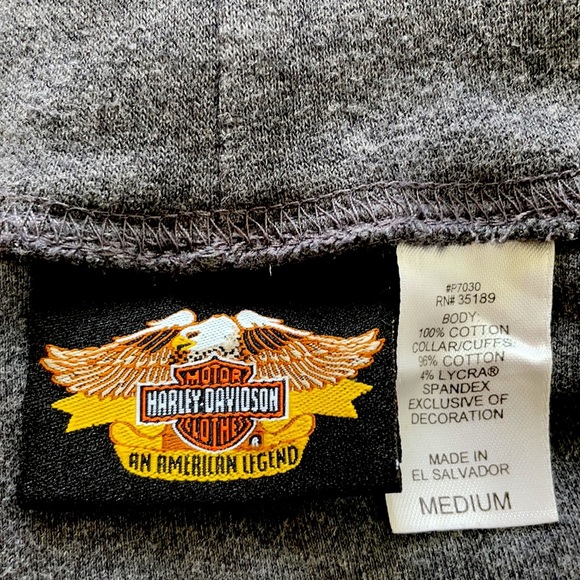 MOTOR
HARLEY-DAVIDSON
CLOTHES
®
AN AMERICAN LEGEND
#P7030
RN# 35189
BODY:
100% COTTON
COLLAR/CUFFS:
96% COTTON
4% LYCRA®
SPANDEX
EXCLUSIVE OF
DECORATION
MADE IN
EL SALVADOR
MEDIUM